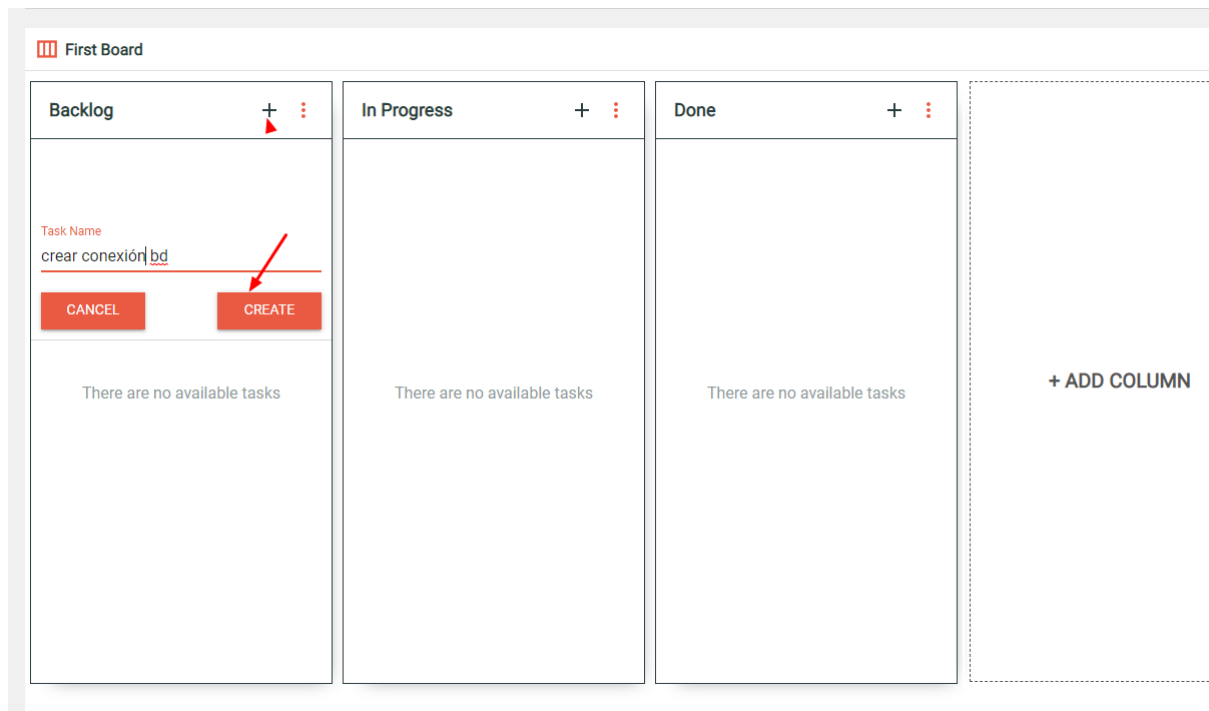 First Board
Backlog +
In Progress +
Done +
Task Name
crear conexión bd
CANCEL CREATE
There are no available tasks
There are no available tasks
There are no available tasks
+ ADD COLUMN